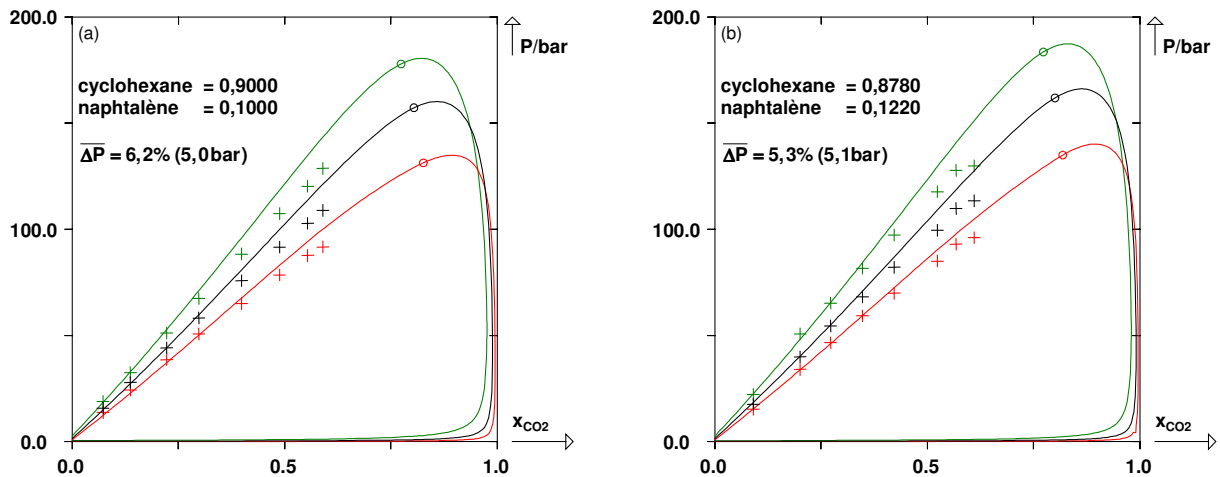 200.0
(a)
P/bar
cyclohexane = 0,9000
naphtalène = 0,1000
ΔP = 6,2% (5,0bar)
100.0
xCO2
0.0
0.0
0.5
1.0
200.0
(b)
P/bar
cyclohexane = 0,8780
naphtalène = 0,1220
ΔP = 5,3% (5,1bar)
100.0
xCO2
0.0
0.0
0.5
1.0